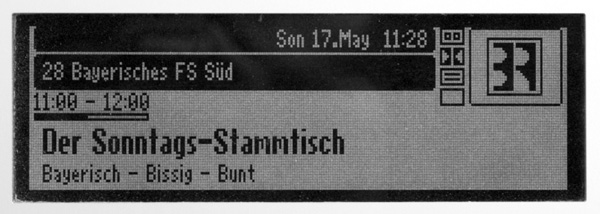 Son 17.May 11:28
28 Bayerisches FS Süd
BR
11:00 - 12:00
Der Sonntags-Stammtisch
Bayerisch - Bissig - Bunt